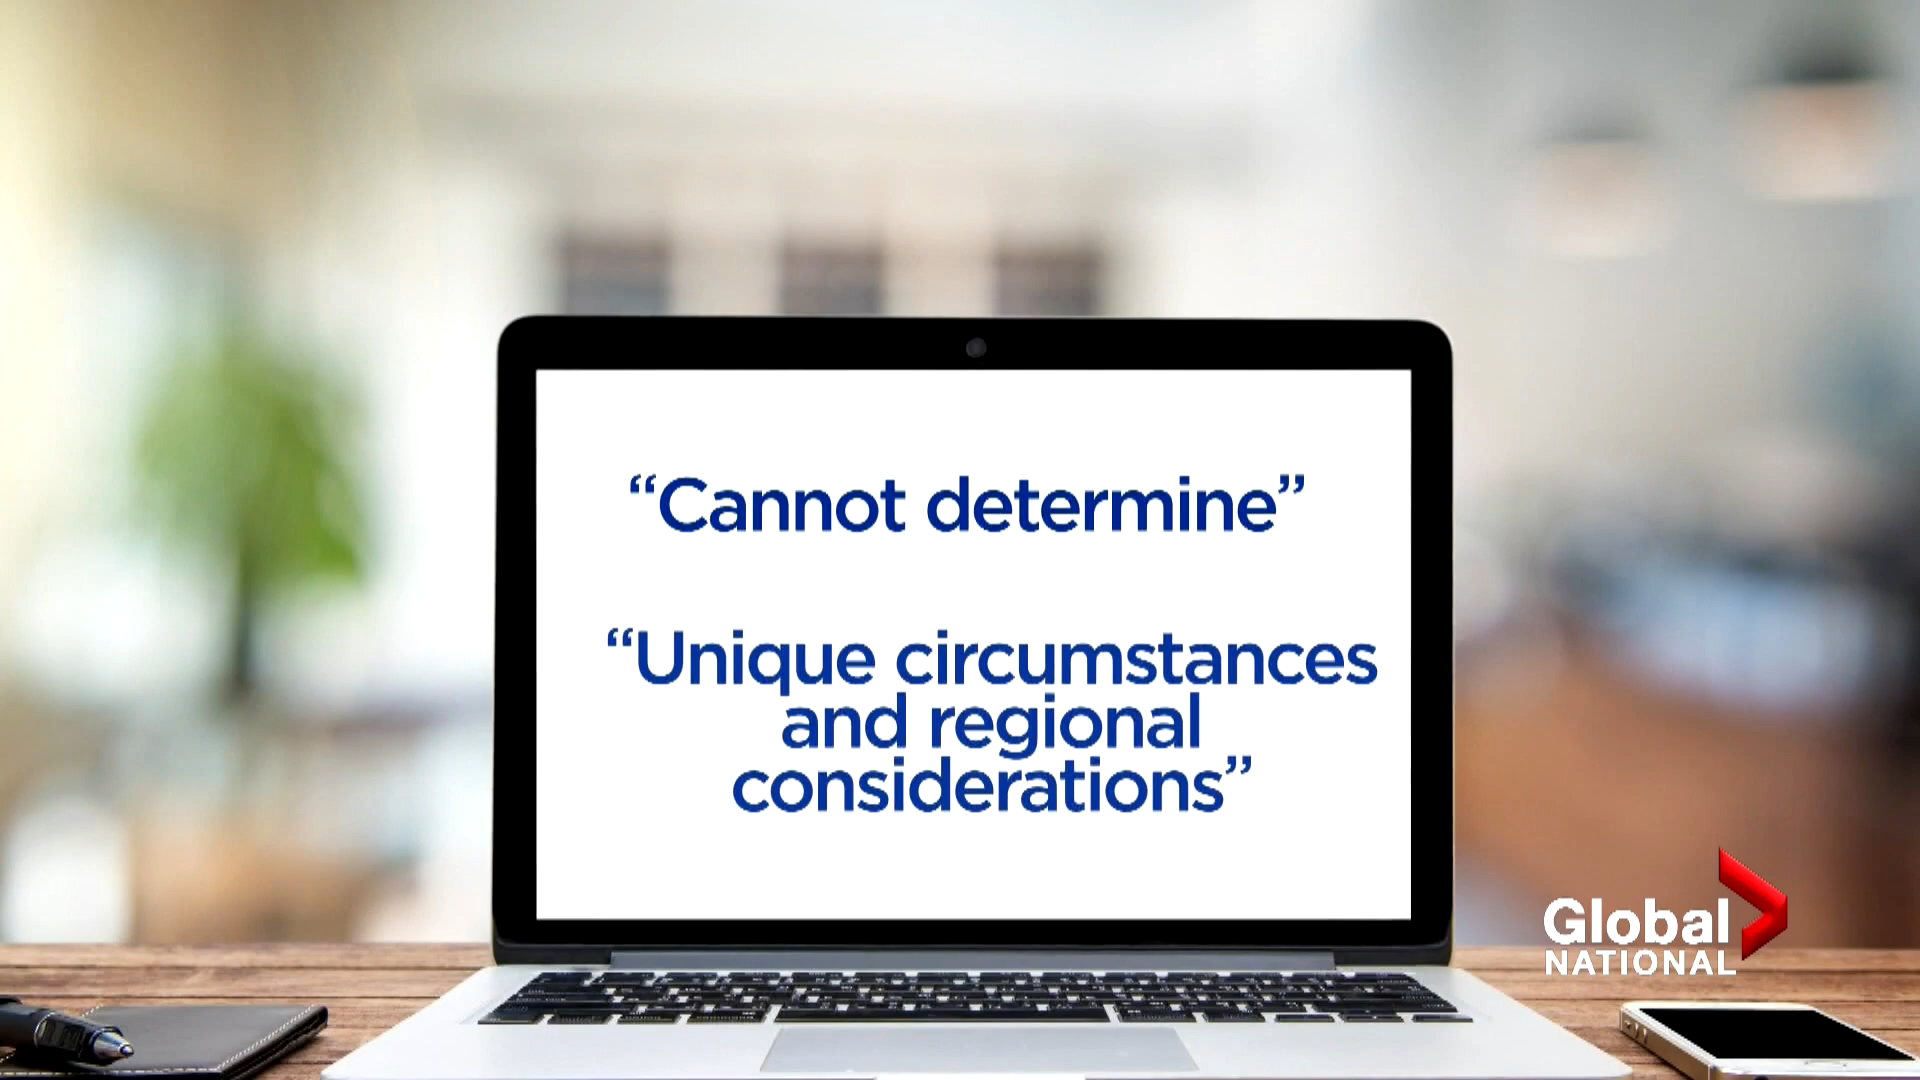 “Cannot determine”
“Unique circumstances
and regional
considerations”
Global
NATIONAL